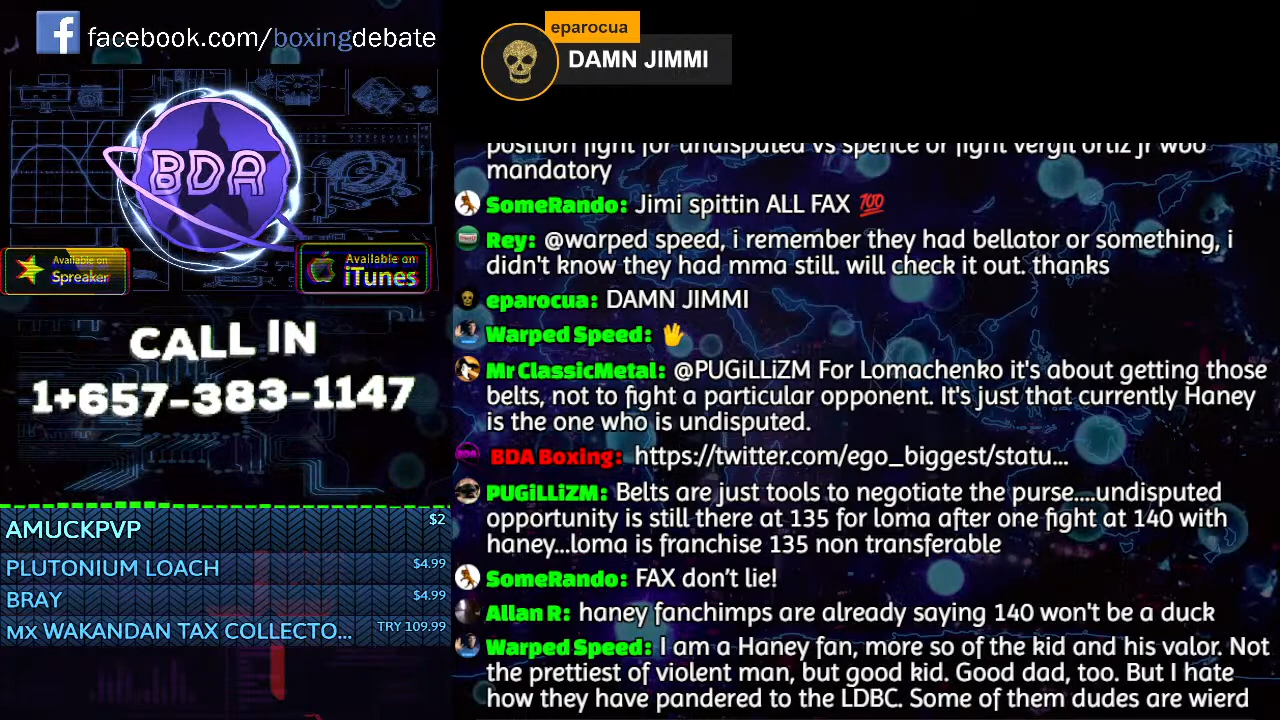 facebook.com/boxingdebate
eparocua
DAMN JIMMI
BDA
Available on
Spreaker
Available on
iTunes
CALL IN
1+657-383-1147
AMUCKPVP $2
PLUTONIUM LOACH $4.99
BRAY $4.99
MX WAKANDAN TAX COLLECTO... TRY 109.99
position fight for undisputed vs spence or fight vergil ortiz jr wbo
mandatory
SomeRando: Jimi spittin ALL FAX 💯
Rey: @warped speed, i remember they had bellator or something, i
didn't know they had mma still. will check it out. thanks
eparocua: DAMN JIMMI
Warped Speed: 🖖
MrClassicMetal: @PUGiLLiZM For Lomachenko it's about getting those
belts, not to fight a particular opponent. It's just that currently Haney
is the one who is undisputed.
BDA Boxing: https://twitter.com/ego_biggest/statu...
PUGiLLiZM: Belts are just tools to negotiate the purse....undisputed
opportunity is still there at 135 for loma after one fight at 140 with
haney...loma is franchise 135 non transferable
SomeRando: FAX don't lie!
Allan R: haney fanchimps are already saying 140 won't be a duck
Warped Speed: I am a Haney fan, more so of the kid and his valor. Not
the prettiest of violent man, but good kid. Good dad, too. But I hate
how they have pandered to the LDBC. Some of them dudes are wierd